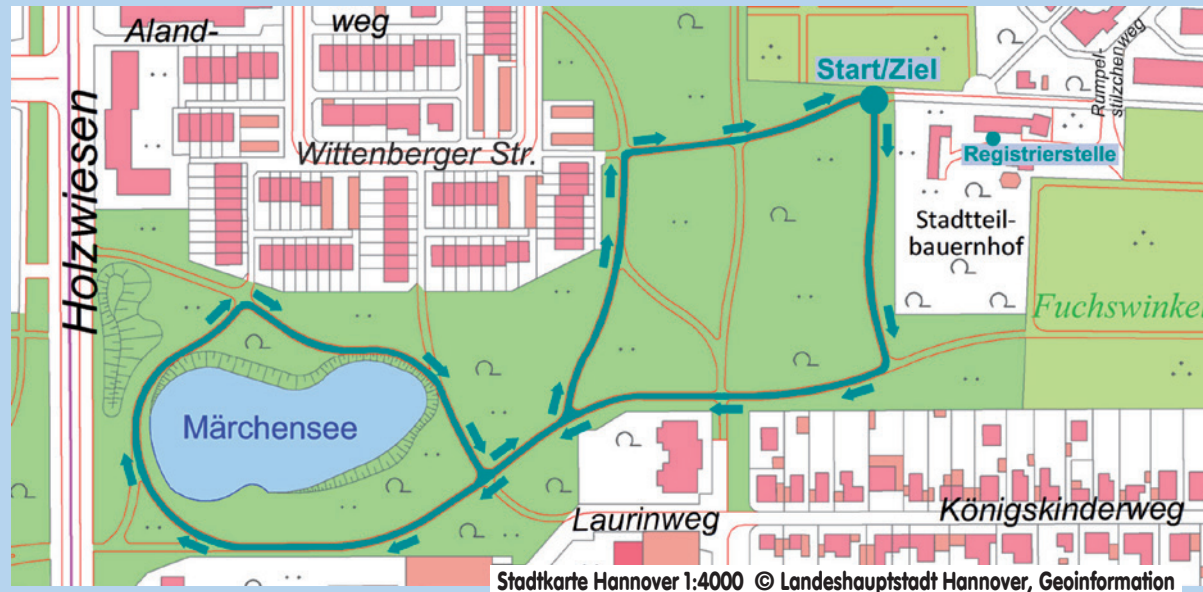 Aland-
weg
Rumpel-
stilzchenweg
Start/Ziel
Holzwiesen
Wittenberger Str.
Registrierstelle
Stadtteil-
bauernhof
Fuchswinkel
Märchensee
Laurinweg
Königskinderweg
Stadtkarte Hannover 1:4000 © Landeshauptstadt Hannover, Geoinformation